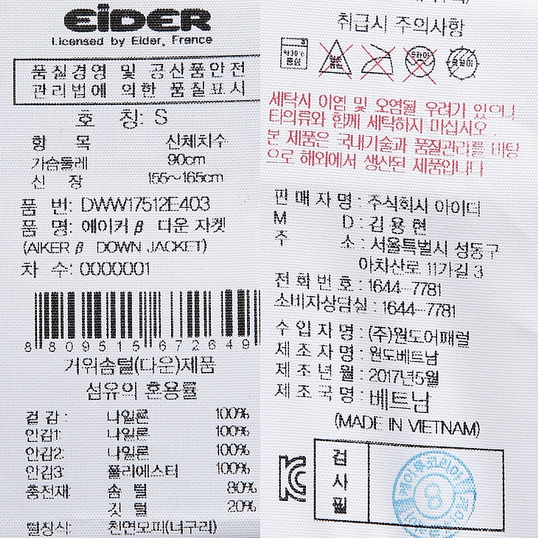 EiDER
Licensed by Eider, France
품질경영 및 공산품안전
관리법에 의한 품질표시
호 칭: S
항 목 신체치수
가슴둘레 90cm
신 장 155~165cm
품 번: DWW17512E403
품 명: 에이커 β 다운 자켓
(AIKER β DOWN JACKET)
차 수: 0000001
8 809515 672649
거위솜털(다운)제품
섬유의 혼용률
겉감: 나일론 100%
안감1: 나일론 100%
안감2: 나일론 100%
안감3: 폴리에스터 100%
충전재: 솜 털 80%
깃 털 20%
털장식: 천연모피(너구리)
취급시 주의사항
세탁시 이염 및 오염될 우려가 있으니
타의류와 함께 세탁하지 마십시오.
본 제품은 국내기술과 품질관리를 바탕
으로 해외에서 생산된 제품입니다
판 매 자 명 : 주식회사 아이더
M D : 김 용 현
주 소 : 서울특별시 성동구
아차산로 11가길 3
전 화 번 호 : 1644-7781
소비자상담실 : 1644-7781
수 입 자 명 : (주)원도어패럴
제 조 자 명 : 원도베트남
제 조 년 월 : 2017년5월
제 조 국 명 : 베트남
(MADE IN VIETNAM)
검
사
필
8